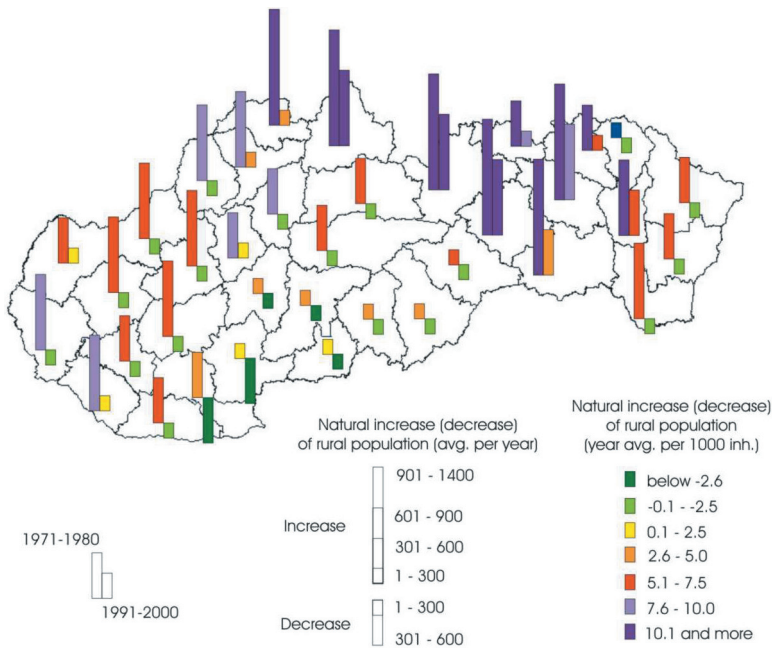 Natural increase (decrease)
of rural population (avg. per year)
Increase
901 - 1400
601 - 900
301 - 600
1 - 300
Decrease
1 - 300
301 - 600
Natural increase (decrease)
of rural population
(year avg. per 1000 inh.)
below -2.6
-0.1 - -2.5
0.1 - 2.5
2.6 - 5.0
5.1 - 7.5
7.6 - 10.0
10.1 and more
1971-1980
1991-2000